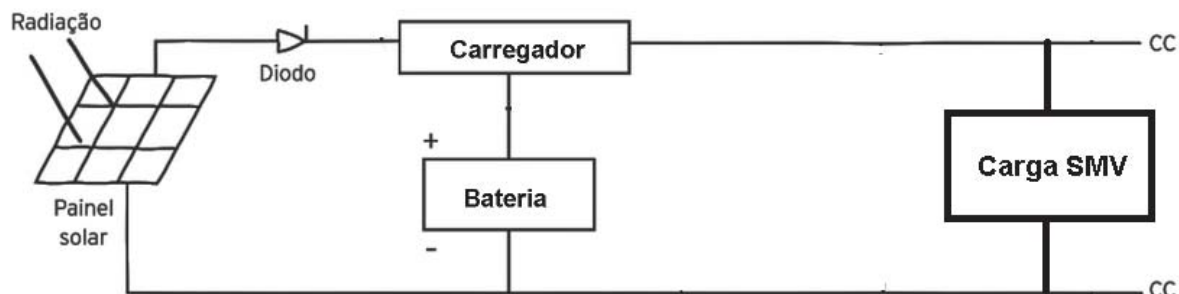 Radiação
Diodo
Carregador
CC
+
Bateria
-
Carga SMV
Painel
solar
CC